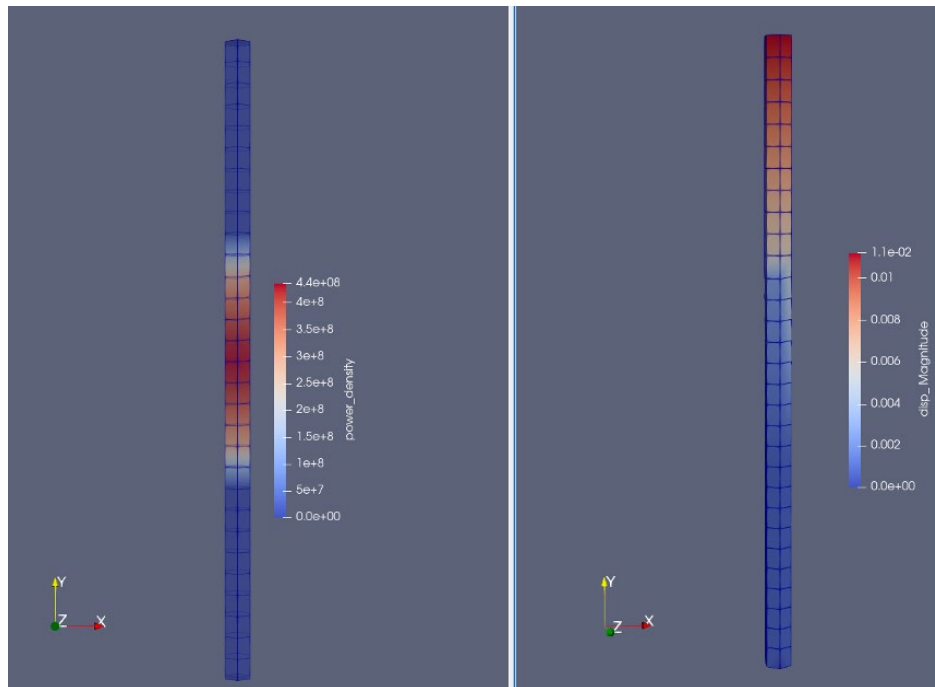 4.4e+08
4e+8
3.5e+8
3e+8
2.5e+8
2e+8
1.5e+8
1e+8
5e+7
0.0e+00
power_density
Y
Z
X
1.1e-02
0.01
0.008
0.006
0.004
0.002
0.0e+00
disp_ Magnitude
Y
Z
X